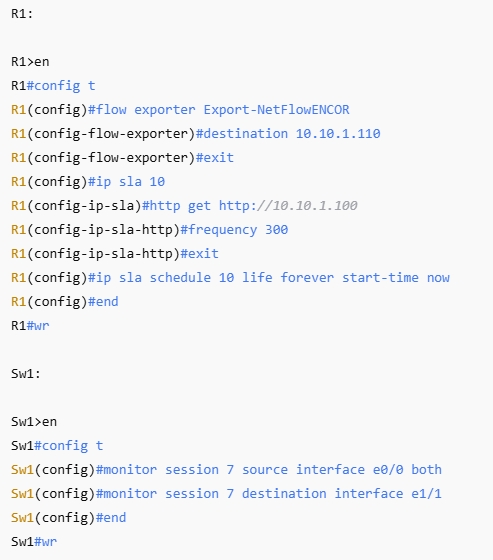 R1:
R1>en
R1#config t
R1(config)#flow exporter Export-NetFlowENCOR
R1(config-flow-exporter)#destination 10.10.1.110
R1(config-flow-exporter)#exit
R1(config)#ip sla 10
R1(config-ip-sla)#http get http://10.10.1.100
R1(config-ip-sla-http)#frequency 300
R1(config-ip-sla-http)#exit
R1(config)#ip sla schedule 10 life forever start-time now
R1(config)#end
R1#wr
Sw1:
Sw1>en
Sw1#config t
Sw1(config)#monitor session 7 source interface e0/0 both
Sw1(config)#monitor session 7 destination interface e1/1
Sw1(config)#end
Sw1#wr